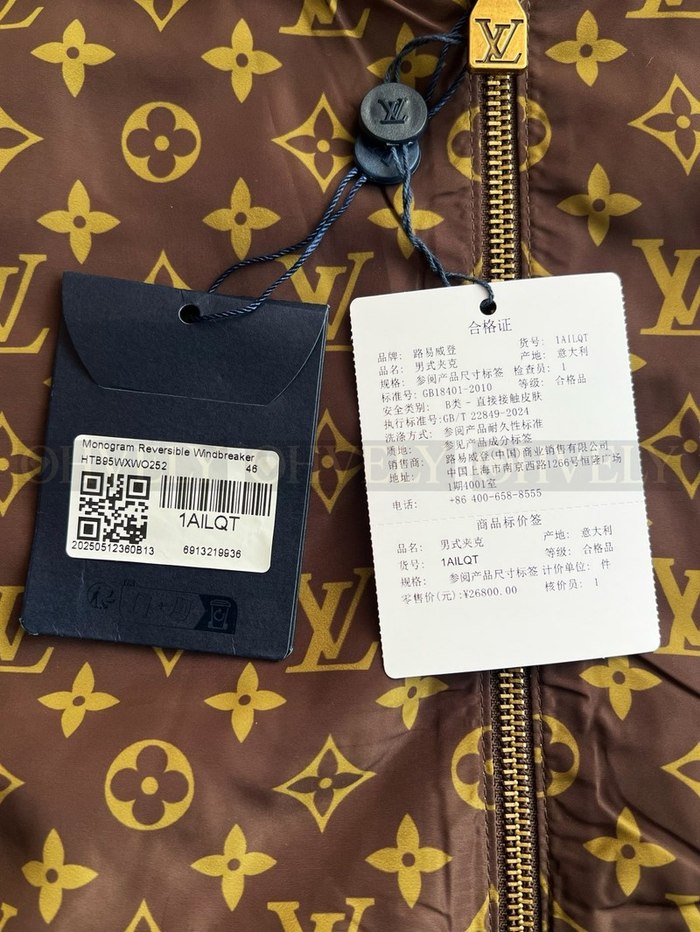 LV
LV
Monogram Reversible Windbreaker
HTB95WXWO252 46
1AILQT
20250512360B13 6913219936
合格证
品牌: 路易威登 货号: 1AILQT
品名: 男式夹克 产地: 意大利
规格: 参阅产品尺寸标签 检查员: 1
标准号: GB18401-2010 等级: 合格品
安全类别: B类-直接接触皮肤
执行标准号:GB/T 22849-2024
洗涤方式: 参阅产品耐久性标签
质地: 参见产品成分标签
销售商: 路易威登(中国)商业销售有限公司
地址: 中国上海市南京西路1266号恒隆广场
1期4001室
电话: +86 400-658-8555
商品标价签
品名: 男式夹克 产地: 意大利
货号: 1AILQT 等级: 合格品
规格: 参阅产品尺寸标签 计价单位: 件
零售价(元):¥26800.00 核价员: 1